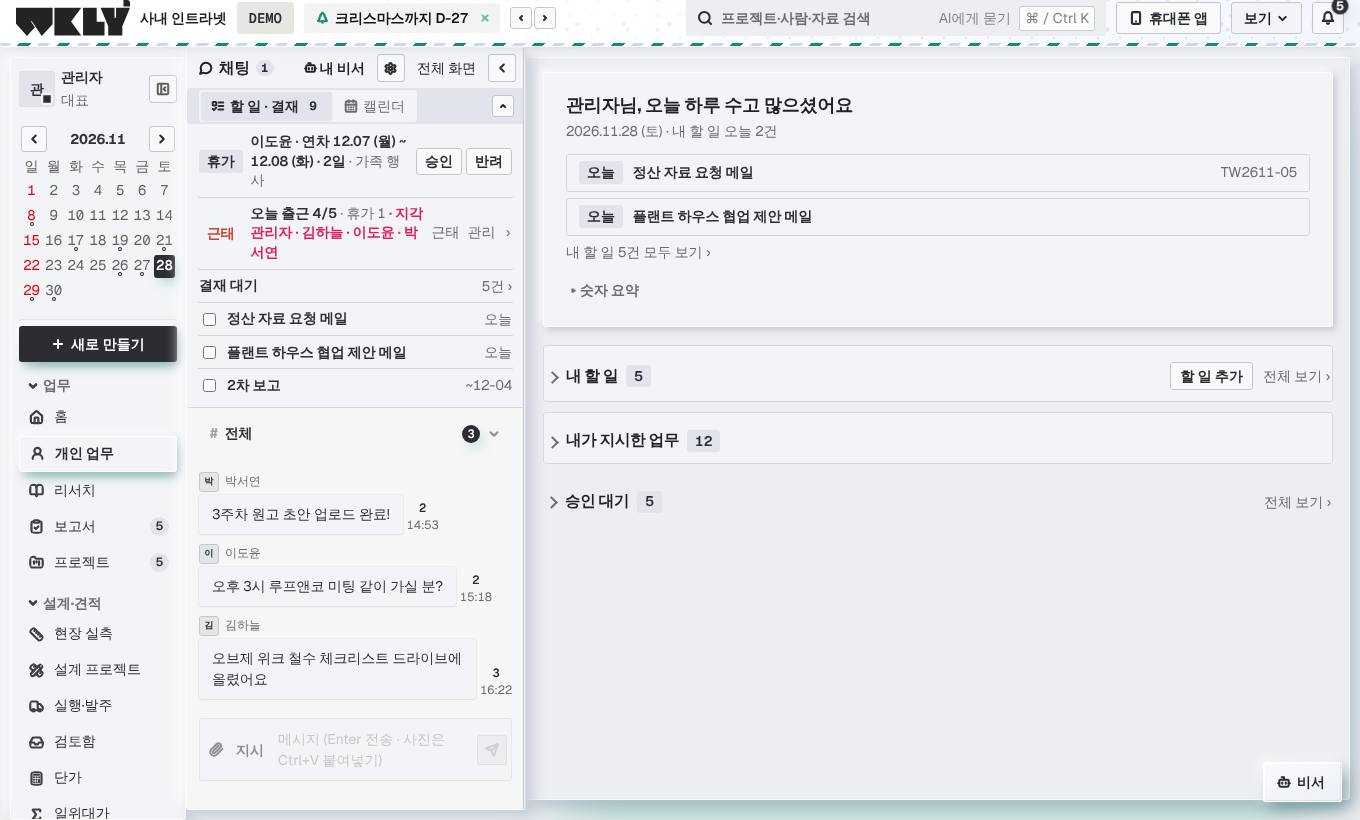 WKLY 사내 인트라넷 DEMO 크리스마스까지 D-27 × ‹ › 프로젝트·사람·자료 검색 AI에게 묻기 ⌘ / Ctrl K 휴대폰 앱 보기 5
관 관리자
대표
2026.11
일 월 화 수 목 금 토
1 2 3 4 5 6 7
8 9 10 11 12 13 14
15 16 17 18 19 20 21
22 23 24 25 26 27 28
29 30
+ 새로 만들기
업무
홈
개인 업무
리서치
보고서 5
프로젝트 5
설계·견적
현장 실측
설계 프로젝트
실행·발주
검토함
단가
일위대가
채팅 1 내 비서 전체 화면
할 일 · 결재 9 캘린더
휴가 이도윤 · 연차 12.07 (월) ~
12.08 (화) · 2일 · 가족 행
사
승인 반려
근태 오늘 출근 4/5 · 휴가 1 · 지각
관리자 · 김하늘 · 이도윤 · 박
서연
근태 관리 ›
결재 대기 5건 ›
정산 자료 요청 메일 오늘
플랜트 하우스 협업 제안 메일 오늘
2차 보고 ~12-04
# 전체 3
박 박서연
3주차 원고 초안 업로드 완료!
2
14:53
이 이도윤
오후 3시 루프앤코 미팅 같이 가실 분?
2
15:18
김 김하늘
오브제 위크 철수 체크리스트 드라이브에
올렸어요
3
16:22
지시 메시지 (Enter 전송 · 사진은
Ctrl+V 붙여넣기)
관리자님, 오늘 하루 수고 많으셨어요
2026.11.28 (토) · 내 할 일 오늘 2건
오늘 정산 자료 요청 메일 TW2611-05
오늘 플랜트 하우스 협업 제안 메일
내 할 일 5건 모두 보기 ›
숫자 요약
내 할 일 5 할 일 추가 전체 보기 ›
내가 지시한 업무 12
승인 대기 5 전체 보기 ›
비서